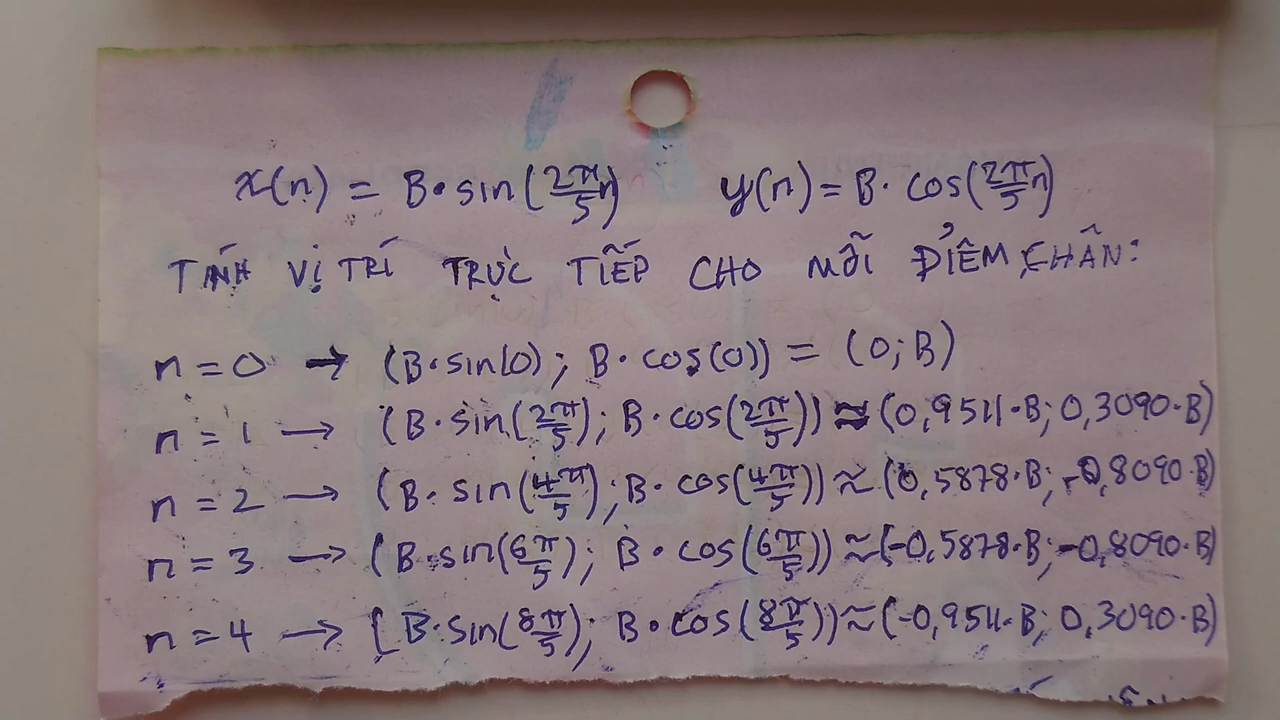 x(n) = B·sin(2π/5 n) y(n) = B·cos(2π/5 n)
TÍNH VỊ TRÍ TRỰC TIẾP CHO MỖI ĐIỂM CHÂN:
n = 0 → (B·sin(0); B·cos(0)) = (0; B)
n = 1 → (B·sin(2π/5); B·cos(2π/5)) ≈ (0,9511·B; 0,3090·B)
n = 2 → (B·sin(4π/5); B·cos(4π/5)) ≈ (0,5878·B; -0,8090·B)
n = 3 → (B·sin(6π/5); B·cos(6π/5)) ≈ (-0,5878·B; -0,8090·B)
n = 4 → (B·sin(8π/5); B·cos(8π/5)) ≈ (-0,9511·B; 0,3090·B)